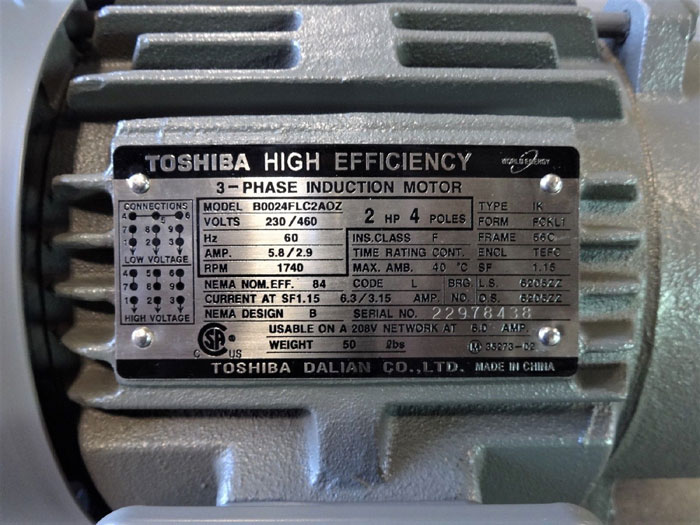 TOSHIBA HIGH EFFICIENCY
WORLD ENERGY
3-PHASE INDUCTION MOTOR
CONNECTIONS
4 5 6
7 8 9
1 2 3
LOW VOLTAGE
4 5 6
7 8 9
1 2 3
HIGH VOLTAGE
MODEL B0024FLC2AOZ
VOLTS 230/460
Hz 60
AMP. 5.8/2.9
RPM 1740
2 HP 4 POLES
INS.CLASS F
TIME RATING CONT.
MAX. AMB. 40 °C
TYPE IK
FORM FCKL1
FRAME 56C
ENCL TEFC
SF 1.15
NEMA NOM.EFF. 84 CODE L BRG. L.S. 6205ZZ
CURRENT AT SF1.15 6.3/3.15 AMP. NO. O.S. 6205ZZ
NEMA DESIGN B SERIAL NO. 22978438
USABLE ON A 208V NETWORK AT 6.0 AMP.
WEIGHT 50 lbs
C US
35273-02
TOSHIBA DALIAN CO.,LTD. MADE IN CHINA